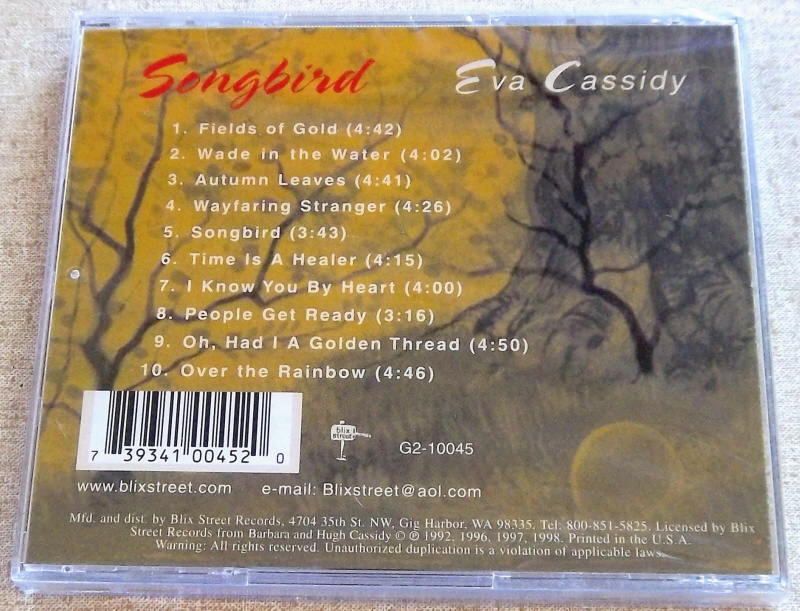 Songbird Eva Cassidy
1. Fields of Gold (4:42)
2. Wade in the Water (4:02)
3. Autumn Leaves (4:41)
4. Wayfaring Stranger (4:26)
5. Songbird (3:43)
6. Time Is A Healer (4:15)
7. I Know You By Heart (4:00)
8. People Get Ready (3:16)
9. Oh, Had I A Golden Thread (4:50)
10. Over the Rainbow (4:46)
blix
street
G2-10045
7 39341 00452 0
www.blixstreet.com e-mail: Blixstreet@aol.com
Mfd. and dist. by Blix Street Records, 4704 35th St. NW, Gig Harbor, WA 98335. Tel: 800-851-5825. Licensed by Blix
Street Records from Barbara and Hugh Cassidy © ℗ 1992, 1996, 1997, 1998. Printed in the U.S.A.
Warning: All rights reserved. Unauthorized duplication is a violation of applicable laws.